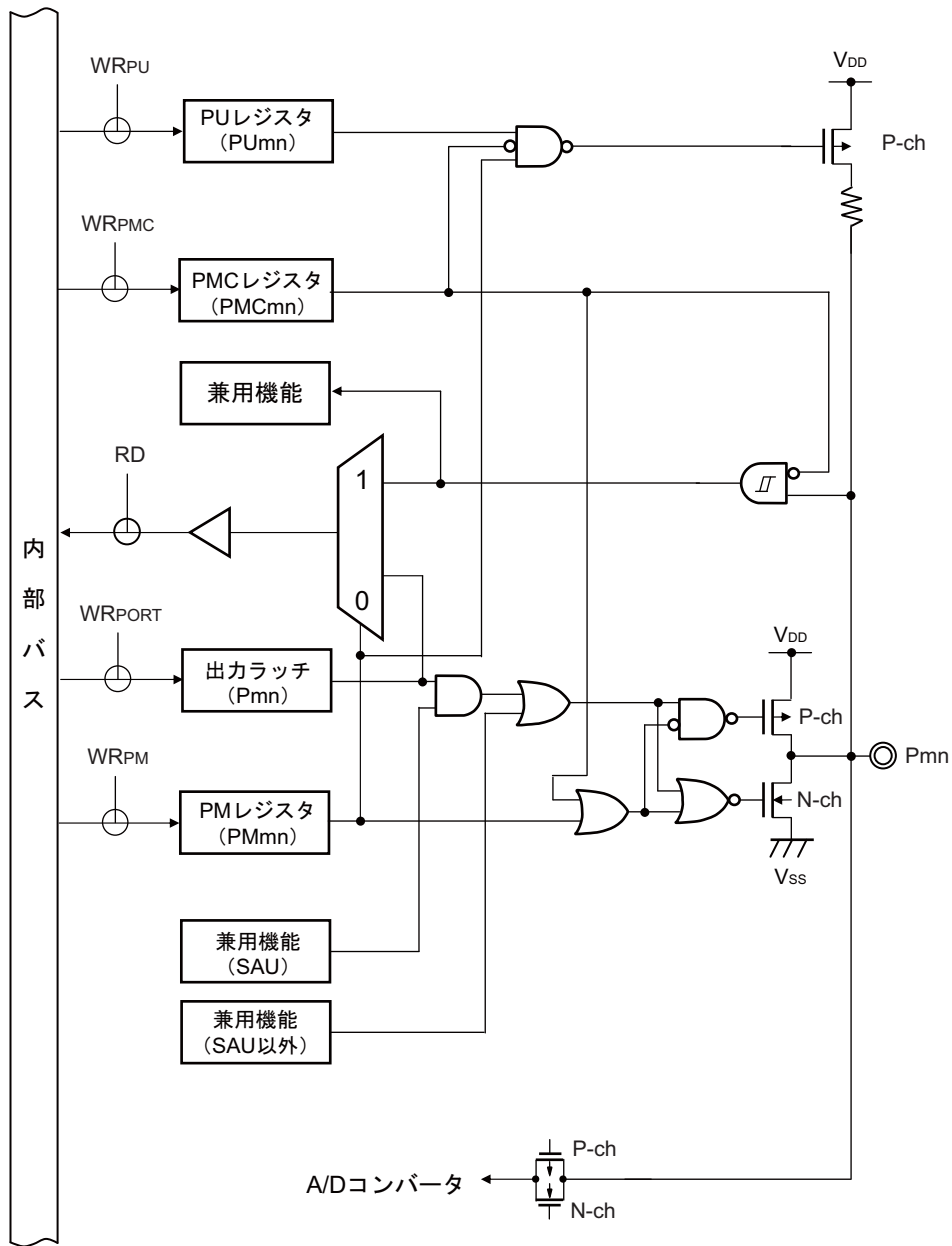 WRPU
PUレジスタ
（PUmn）
VDD
P-ch
WRPMC
PMCレジスタ
（PMCmn）
兼用機能
RD
1
0
内部バス
WRPORT
出力ラッチ
（Pmn）
VDD
P-ch
Pmn
N-ch
VSS
WRPM
PMレジスタ
（PMmn）
兼用機能
（SAU）
兼用機能
（SAU以外）
P-ch
A/Dコンバータ
N-ch